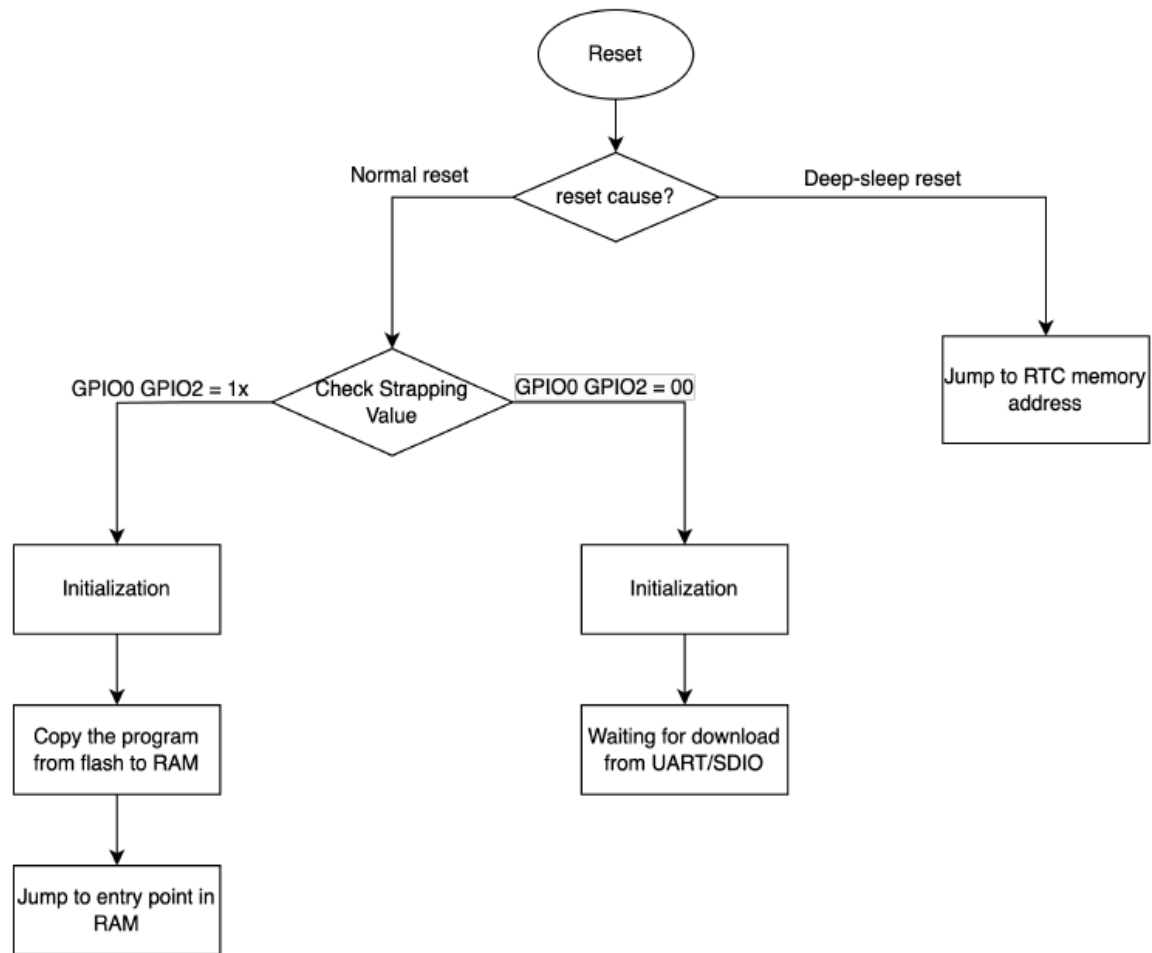 Reset
Normal reset
reset cause?
Deep-sleep reset
GPIO0 GPIO2 = 1x
Check Strapping
Value
GPIO0 GPIO2 = 00
Jump to RTC memory
address
Initialization
Initialization
Copy the program
from flash to RAM
Waiting for download
from UART/SDIO
Jump to entry point in
RAM